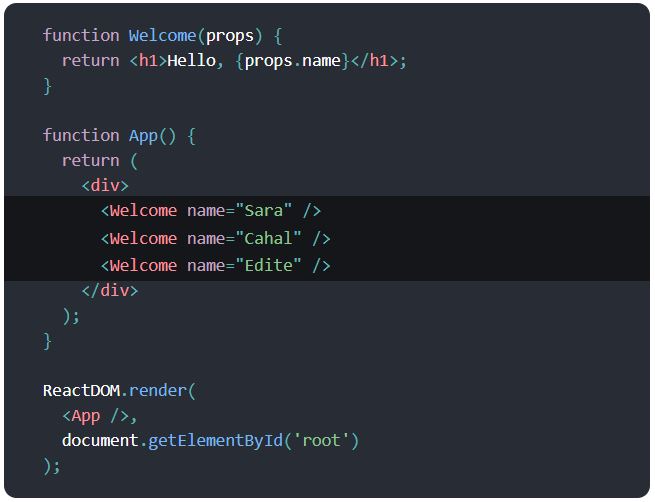 function Welcome(props) {
  return <h1>Hello, {props.name}</h1>;
}

function App() {
  return (
    <div>
      <Welcome name="Sara" />
      <Welcome name="Cahal" />
      <Welcome name="Edite" />
    </div>
  );
}

ReactDOM.render(
  <App />,
  document.getElementById('root')
);